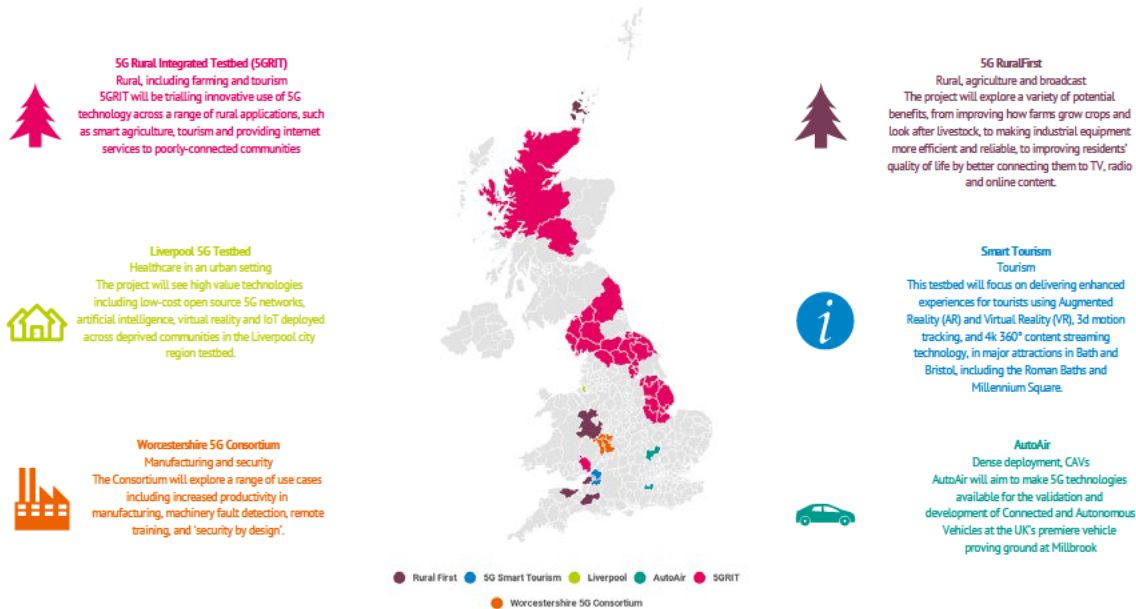 5G Rural Integrated Testbed (5GRIT)
Rural, including farming and tourism
5GRIT will be trialling innovative use of 5G
technology across a range of rural applications, such
as smart agriculture, tourism and providing internet
services to poorly-connected communities
Liverpool 5G Testbed
Healthcare in an urban setting
The project will see high value technologies
including low-cost open source 5G networks,
artificial intelligence, virtual reality and IoT deployed
across deprived communities in the Liverpool city
region testbed.
Worcestershire 5G Consortium
Manufacturing and security
The Consortium will explore a range of use cases
including increased productivity in
manufacturing, machinery fault detection, remote
training, and 'security by design'.
5G RuralFirst
Rural, agriculture and broadcast
The project will explore a variety of potential
benefits, from improving how farms grow crops and
look after livestock, to making industrial equipment
more efficient and reliable, to improving residents'
quality of life by better connecting them to TV, radio
and online content.
Smart Tourism
Tourism
This testbed will focus on delivering enhanced
experiences for tourists using Augmented
Reality (AR) and Virtual Reality (VR), 3d motion
tracking, and 4k 360° content streaming
technology, in major attractions in Bath and
Bristol, including the Roman Baths and
Millennium Square.
i
AutoAir
Dense deployment, CAVs
AutoAir will aim to make 5G technologies
available for the validation and
development of Connected and Autonomous
Vehicles at the UK's premiere vehicle
proving ground at Millbrook
Rural First 5G Smart Tourism Liverpool AutoAir 5GRIT
Worcestershire 5G Consortium